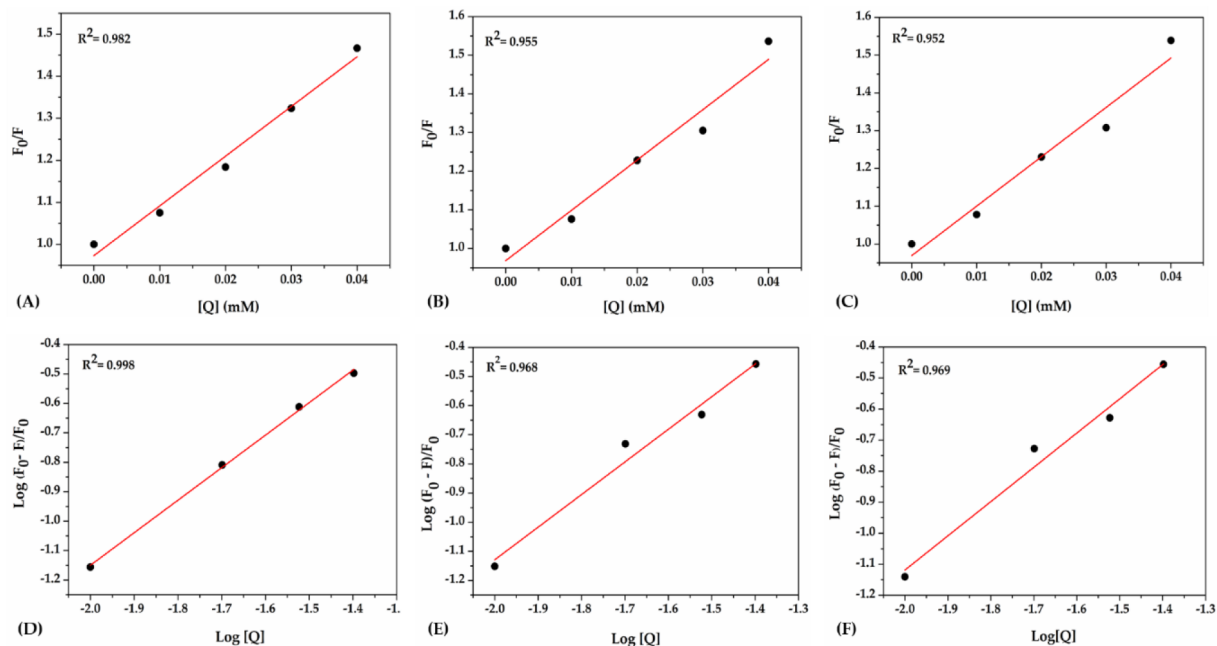 R2= 0.982
1.5
1.4
1.3
1.2
1.1
1.0
F0/F
0.00 0.01 0.02 0.03 0.04
[Q] (mM)
(A)
R2= 0.955
1.6
1.5
1.4
1.3
1.2
1.1
1.0
F0/F
0.00 0.01 0.02 0.03 0.04
[Q] (mM)
(B)
R2= 0.952
1.6
1.5
1.4
1.3
1.2
1.1
1.0
F0/F
0.00 0.01 0.02 0.03 0.04
[Q] (mM)
(C)
R2= 0.998
-0.4
-0.5
-0.6
-0.7
-0.8
-0.9
-1.0
-1.1
-1.2
Log (F0- F)/F0
-2.0 -1.9 -1.8 -1.7 -1.6 -1.5 -1.4 -1.
Log [Q]
(D)
R2= 0.968
-0.4
-0.5
-0.6
-0.7
-0.8
-0.9
-1.0
-1.1
-1.2
Log (F0 - F)/F0
-2.0 -1.9 -1.8 -1.7 -1.6 -1.5 -1.4 -1.3
Log [Q]
(E)
R2= 0.969
-0.4
-0.5
-0.6
-0.7
-0.8
-0.9
-1.0
-1.1
-1.2
Log (F0 - F)/F0
-2.0 -1.9 -1.8 -1.7 -1.6 -1.5 -1.4 -1.3
Log[Q]
(F)